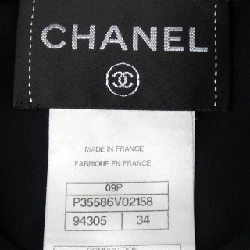 CHANEL
MADE IN FRANCE
FABRIQUE EN FRANCE
09P
P35586V02158
94305 34